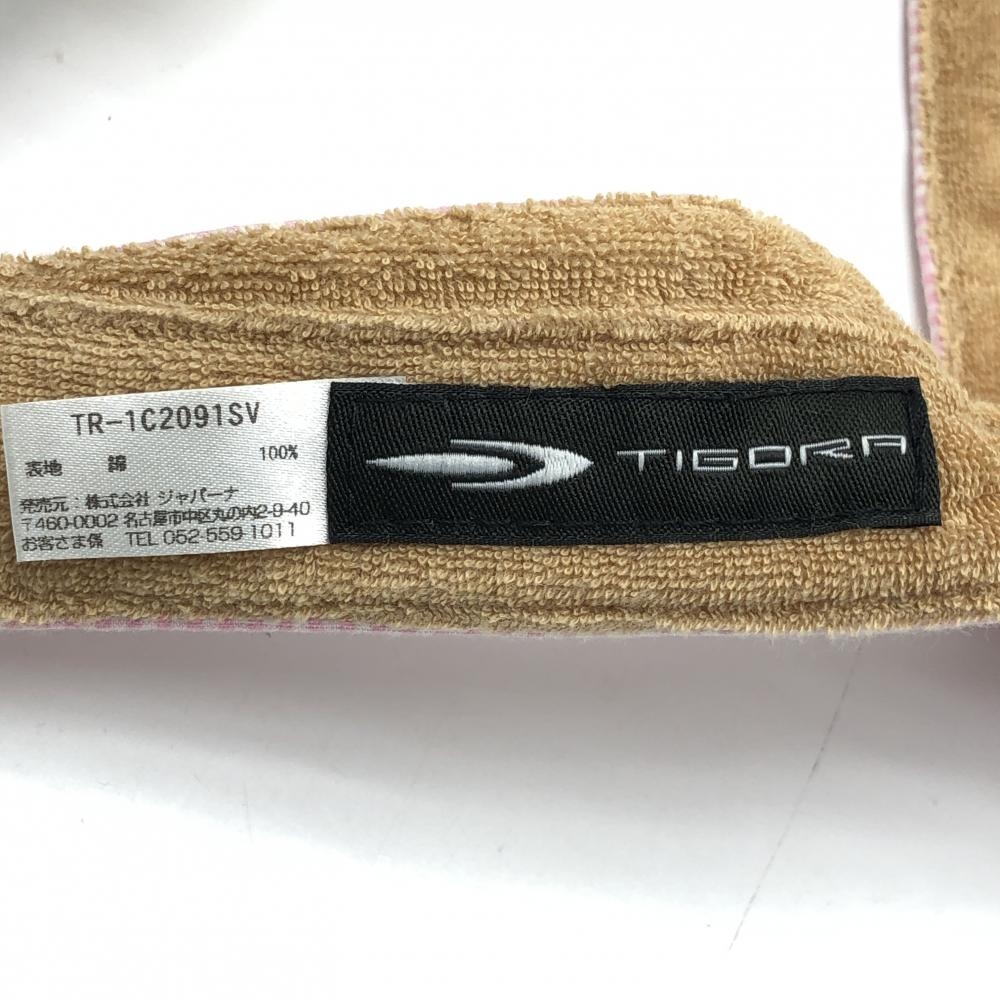 TR-1C2091SV
表地 綿 100%
発売元：株式会社 ジャパーナ
〒460-0002 名古屋市中区丸の内2-9-40
お客さま係 TEL 052-559-1011
TIGORA